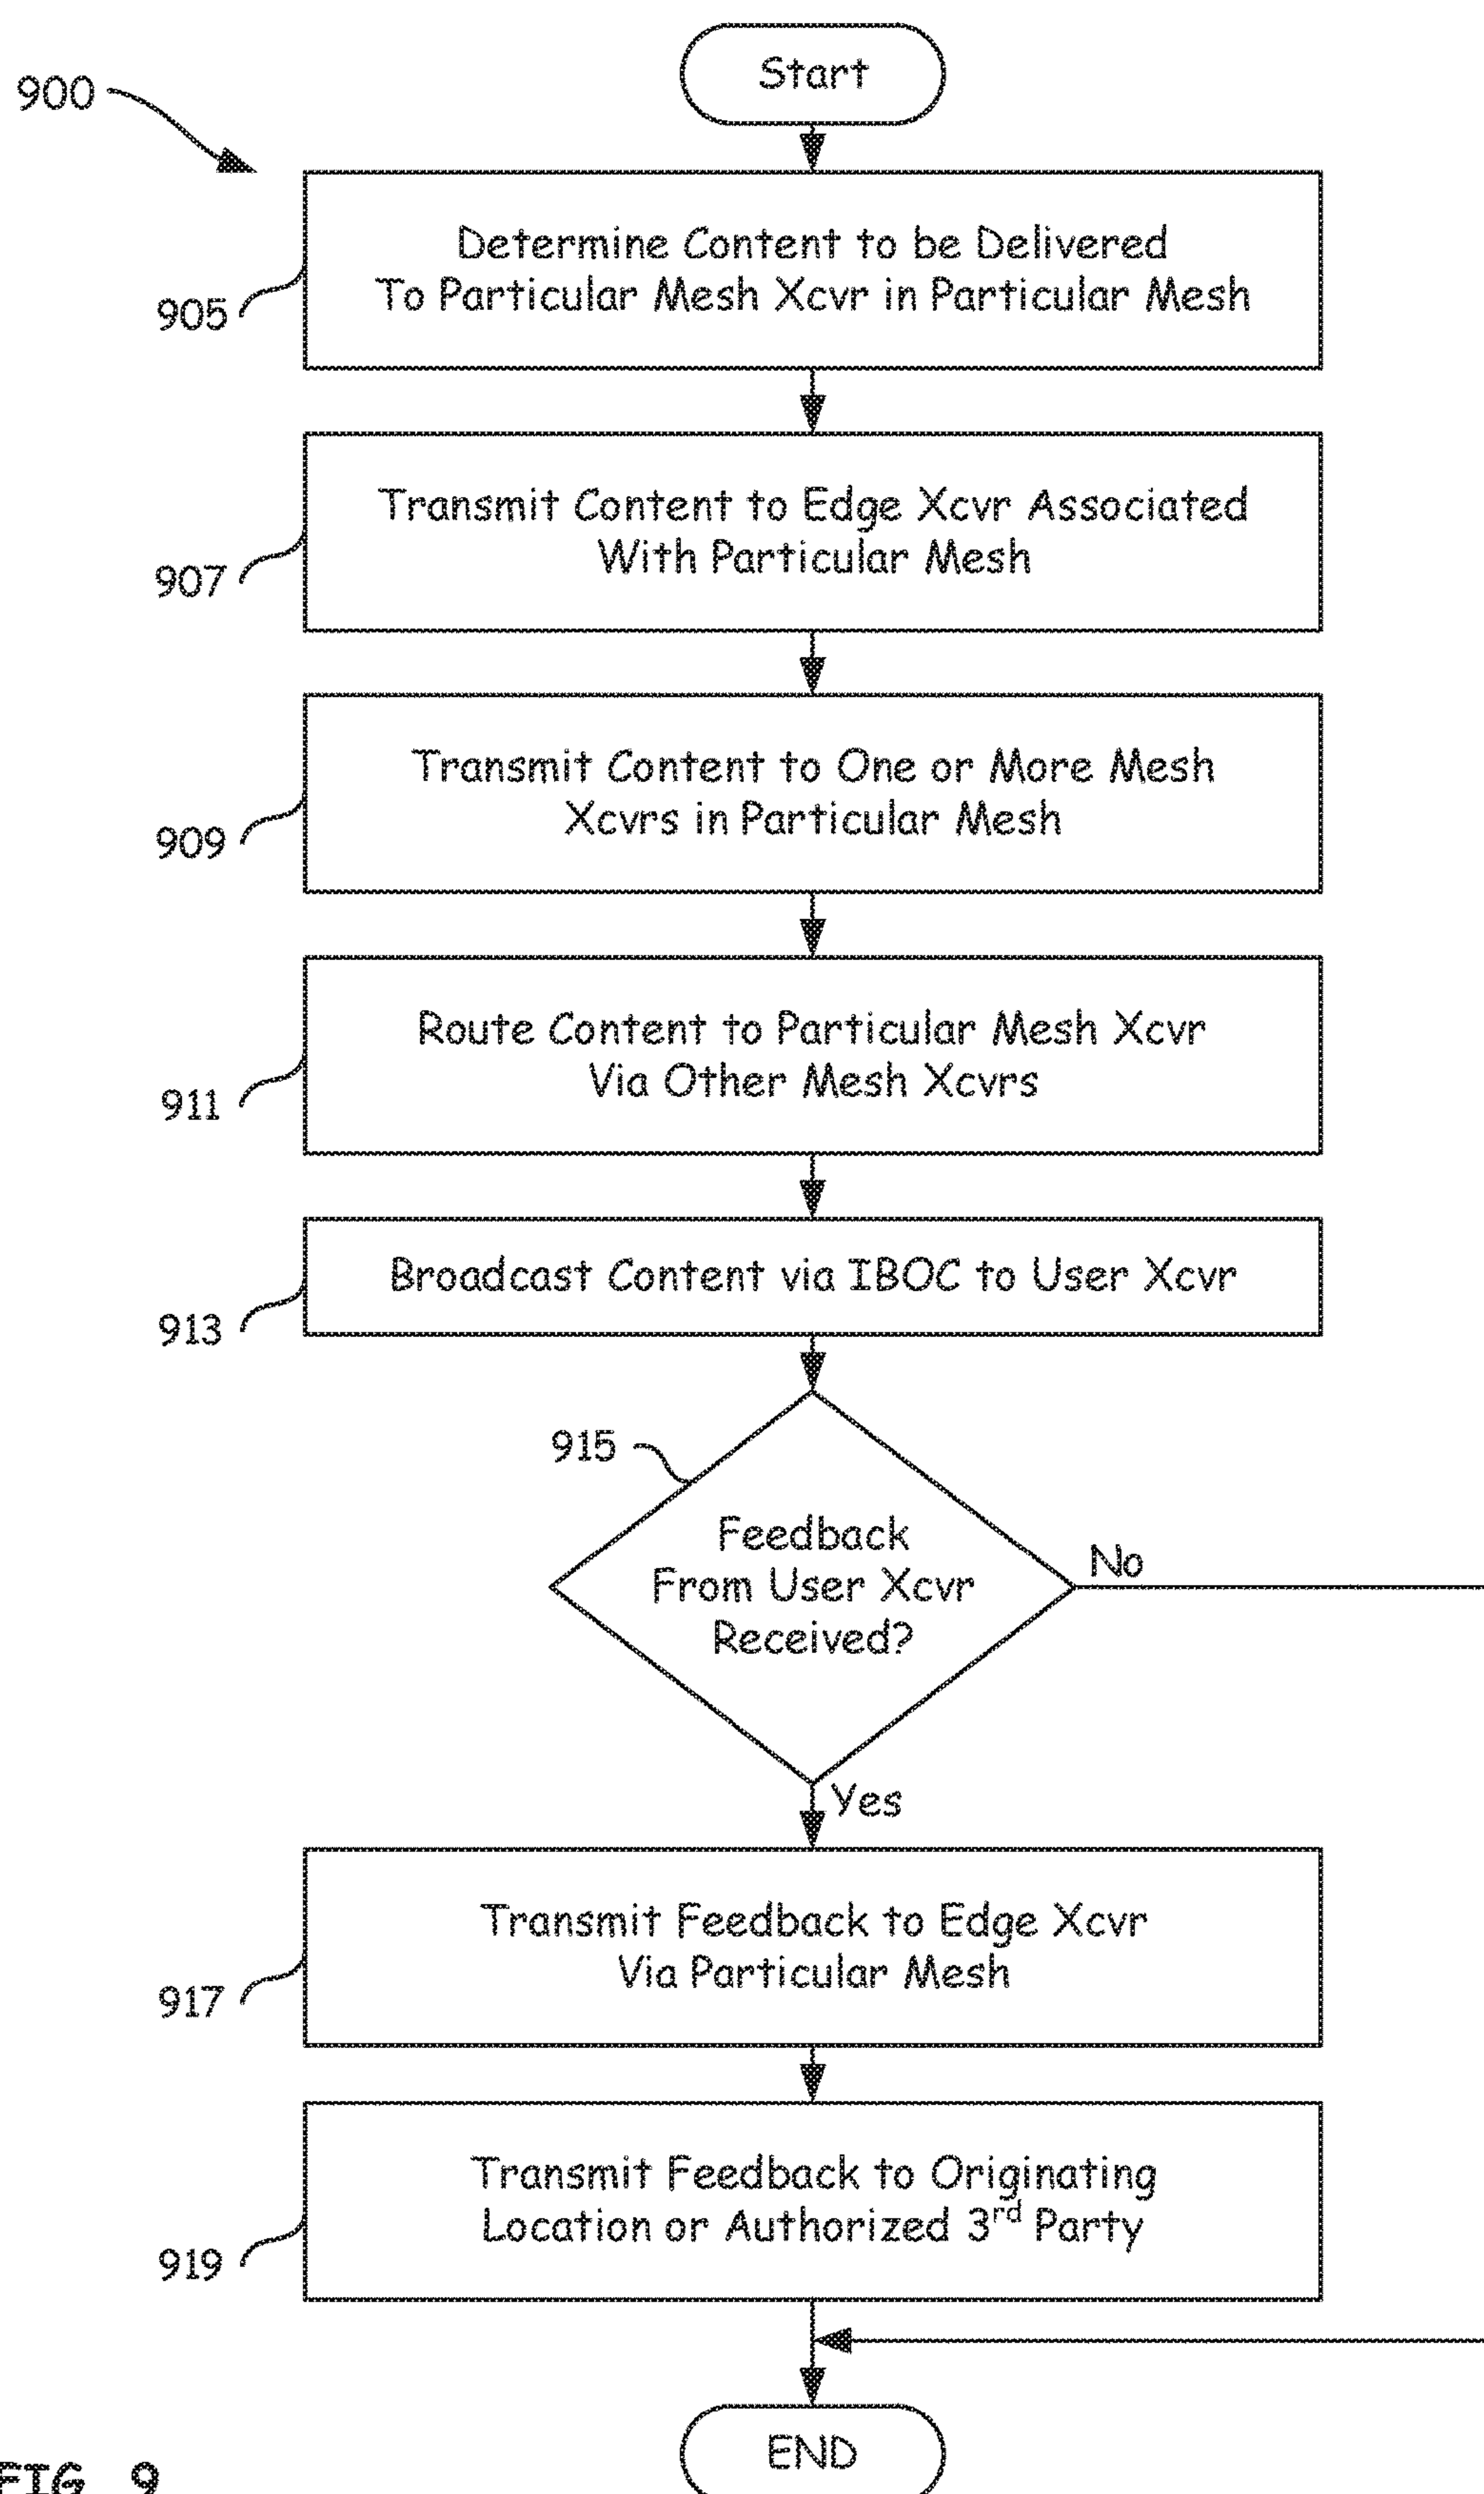 Start
900
Determine Content to be Delivered
To Particular Mesh Xcvr in Particular Mesh
905
Transmit Content to Edge Xcvr Associated
With Particular Mesh
907
Transmit Content to One or More Mesh
Xcvrs in Particular Mesh
909
Route Content to Particular Mesh Xcvr
Via Other Mesh Xcvrs
911
Broadcast Content via IBOC to User Xcvr
913
915
Feedback
From User Xcvr
Received?
No
Yes
Transmit Feedback to Edge Xcvr
Via Particular Mesh
917
Transmit Feedback to Originating
Location or Authorized 3rd Party
919
END
FIG. 9